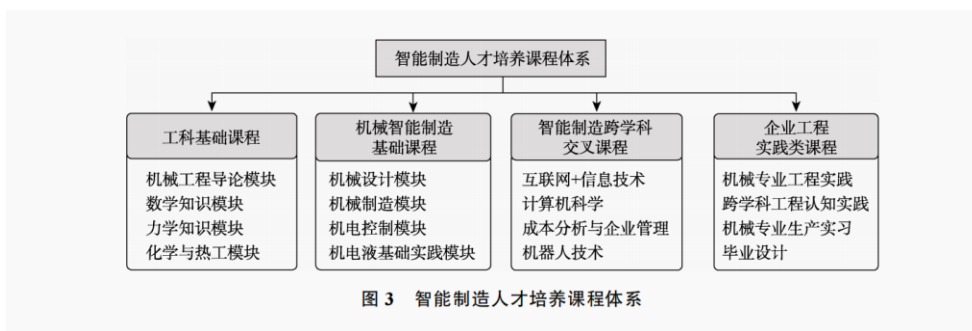 智能制造人才培养课程体系
工科基础课程
机械工程导论模块
数学知识模块
力学知识模块
化学与热工模块
机械智能制造
基础课程
机械设计模块
机械制造模块
机电控制模块
机电液基础实践模块
智能制造跨学科
交叉课程
互联网+信息技术
计算机科学
成本分析与企业管理
机器人技术
企业工程
实践类课程
机械专业工程实践
跨学科工程认知实践
机械专业生产实习
毕业设计
图 3 智能制造人才培养课程体系